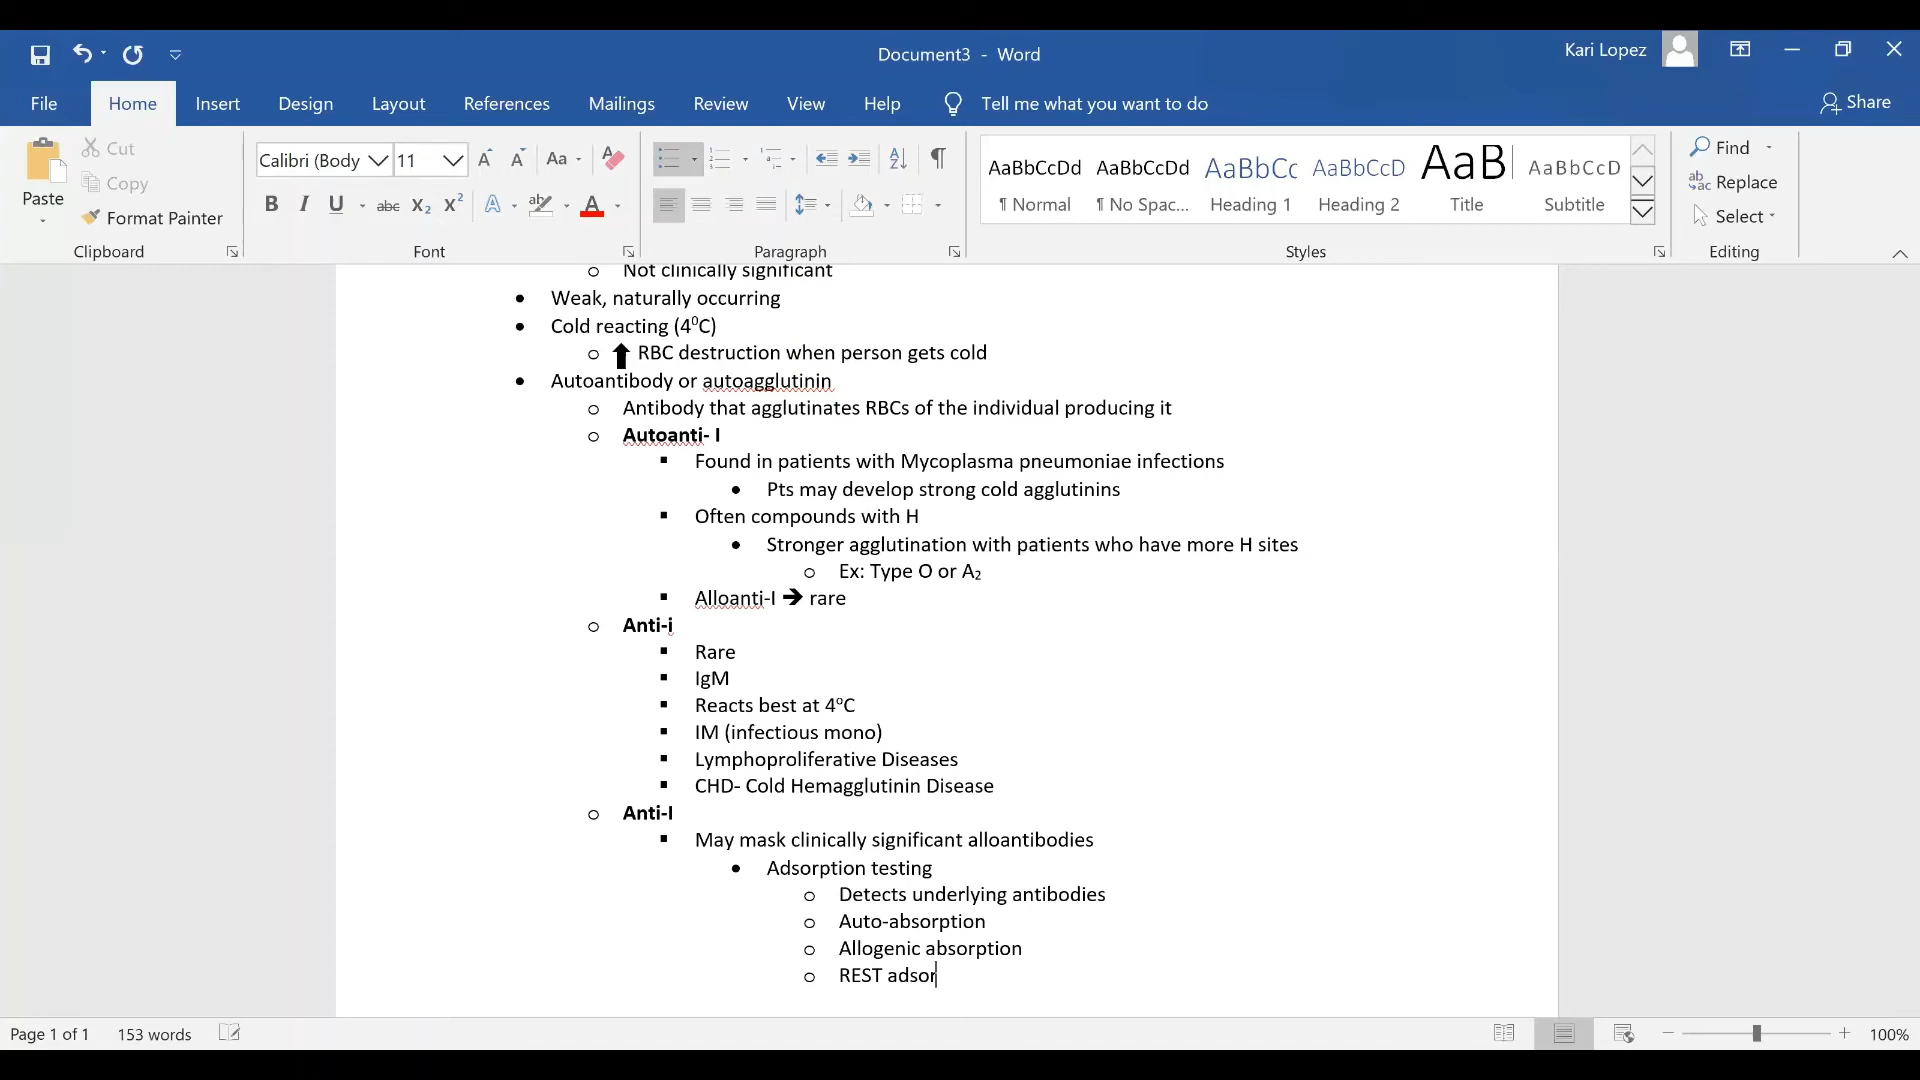 Document3 - Word
Kari Lopez
File Home Insert Design Layout References Mailings Review View Help Tell me what you want to do Share
Paste
Cut
Copy
Format Painter
Clipboard
Calibri (Body 11
Font
Paragraph
AaBbCcDd AaBbCcDd AaBbCc AaBbCcD AaB AaBbCcD
¶ Normal ¶ No Spac... Heading 1 Heading 2 Title Subtitle
Styles
Find
Replace
Select
Editing
o Not clinically significant
• Weak, naturally occurring
• Cold reacting (4⁰C)
o ⬆ RBC destruction when person gets cold
• Autoantibody or autoagglutinin
o Antibody that agglutinates RBCs of the individual producing it
o Autoanti- I
▪ Found in patients with Mycoplasma pneumoniae infections
• Pts may develop strong cold agglutinins
▪ Often compounds with H
• Stronger agglutination with patients who have more H sites
o Ex: Type O or A₂
▪ Alloanti-I 🡪 rare
o Anti-i
▪ Rare
▪ IgM
▪ Reacts best at 4ºC
▪ IM (infectious mono)
▪ Lymphoproliferative Diseases
▪ CHD- Cold Hemagglutinin Disease
o Anti-I
▪ May mask clinically significant alloantibodies
• Adsorption testing
o Detects underlying antibodies
o Auto-absorption
o Allogenic absorption
o REST adsor
Page 1 of 1 153 words 100%